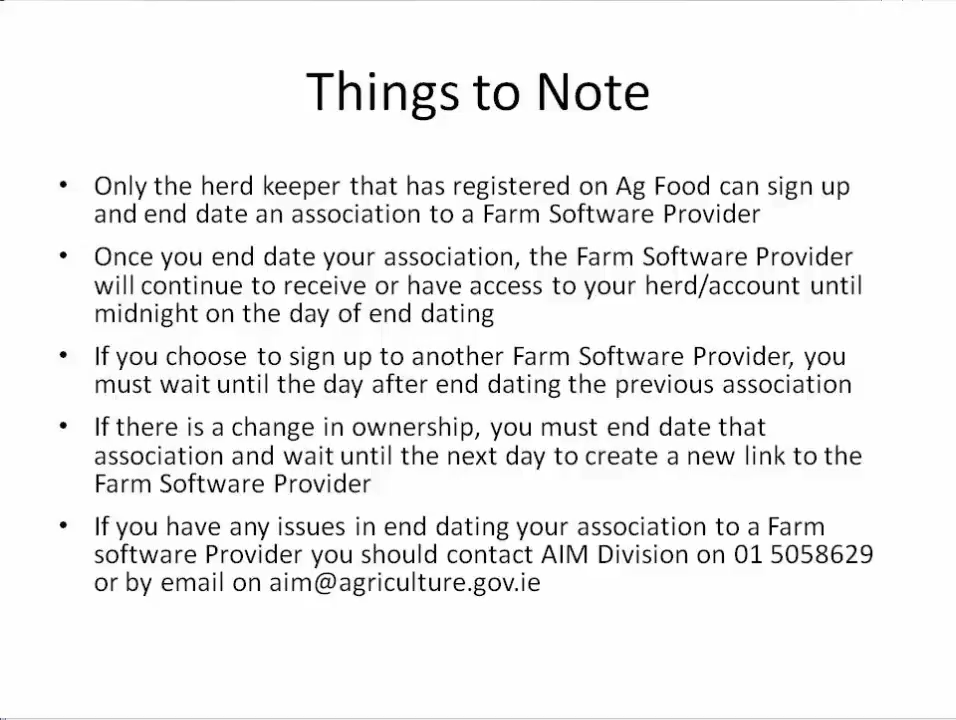 Things to Note
• Only the herd keeper that has registered on Ag Food can sign up
and end date an association to a Farm Software Provider
• Once you end date your association, the Farm Software Provider
will continue to receive or have access to your herd/account until
midnight on the day of end dating
• If you choose to sign up to another Farm Software Provider, you
must wait until the day after end dating the previous association
• If there is a change in ownership, you must end date that
association and wait until the next day to create a new link to the
Farm Software Provider
• If you have any issues in end dating your association to a Farm
software Provider you should contact AIM Division on 01 5058629
or by email on aim@agriculture.gov.ie